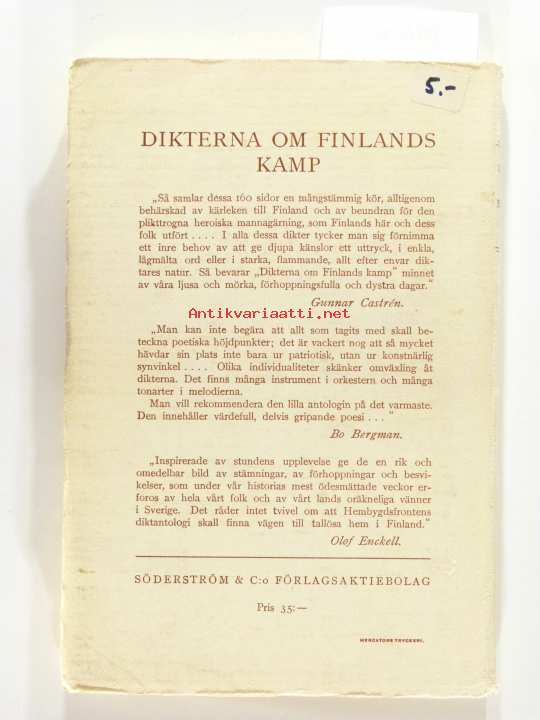 5.-
DIKTERNA OM FINLANDS
KAMP
„Så samlar dessa 160 sidor en mångstämmig kör, alltigenom
behärskad av kärleken till Finland och av beundran för den
plikttrogna heroiska mannagärning, som Finlands här och dess
folk utfört .... I alla dessa dikter tycker man sig förnimma
ett inre behov av att ge djupa känslor ett uttryck, i enkla,
lågmälta ord eller i starka, flammande, allt efter envar dik-
tares natur. Så bevarar „Dikterna om Finlands kamp" minnet
av våra ljusa och mörka, förhoppningsfulla och dystra dagar."
Gunnar Castrén.
Antikvariaatti.net
„Man kan inte begära att allt som tagits med skall be-
teckna poetiska höjdpunkter; det är vackert nog att så mycket
hävdar sin plats inte bara ur patriotisk, utan ur konstnärlig
synvinkel .... Olika individualiteter skänker omväxling åt
dikterna. Det finns många instrument i orkestern och många
tonarter i melodierna.
Man vill rekommendera den lilla antologin på det varmaste.
Den innehåller värdefull, delvis gripande poesi . . . "
Bo Bergman.
„Inspirerade av stundens upplevelse ge de en rik och
omedelbar bild av stämningar, av förhoppningar och besvi-
kelser, som under vår historias mest ödesmättade veckor er-
foros av hela vårt folk och av vårt lands oräkneliga vänner
i Sverige. Det råder intet tvivel om att Hembygdsfrontens
diktantologi skall finna vägen till tallösa hem i Finland."
Olof Enckell.
SÖDERSTRÖM & C:o FÖRLAGSAKTIEBOLAG
Pris 35:—
MERCATORS TRYCKERI.